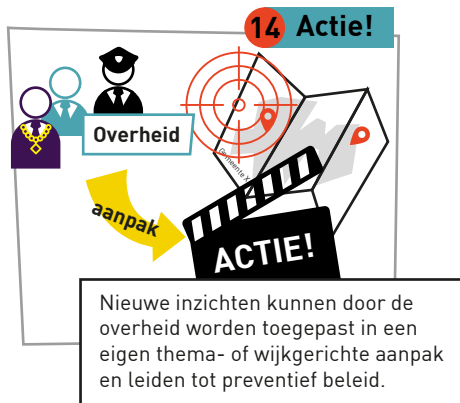 14 Actie!
Overheid
Gemeente X
aanpak
ACTIE!
Nieuwe inzichten kunnen door de
overheid worden toegepast in een
eigen thema- of wijkgerichte aanpak
en leiden tot preventief beleid.